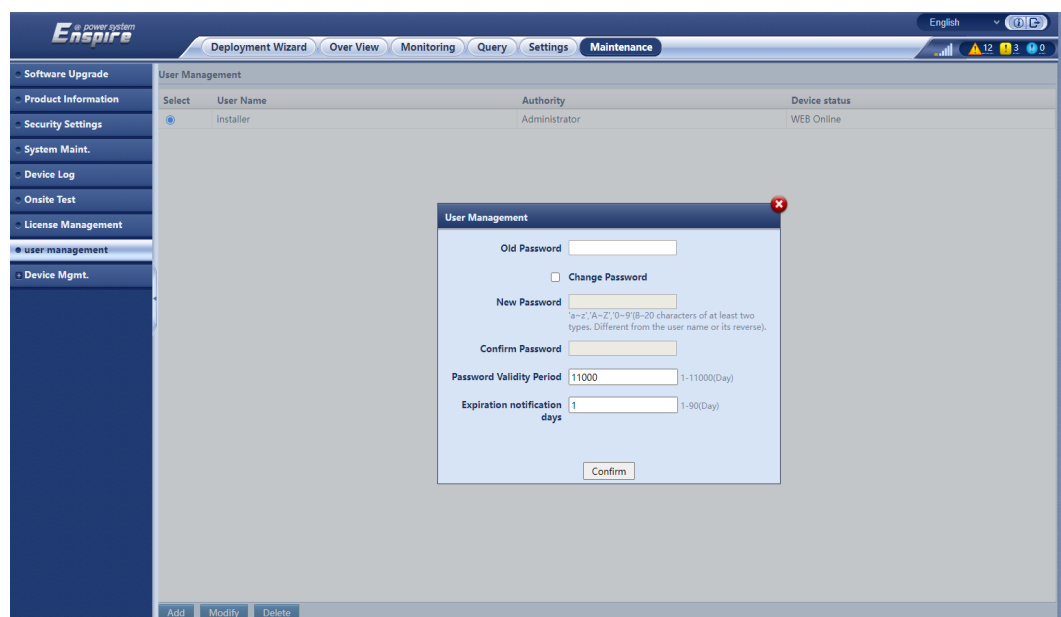 e power system
Enspire
English
Deployment Wizard Over View Monitoring Query Settings Maintenance
12 3 0
Software Upgrade
Product Information
Security Settings
System Maint.
Device Log
Onsite Test
License Management
user management
Device Mgmt.
User Management
Select User Name Authority Device status
installer Administrator WEB Online
User Management
Old Password
Change Password
New Password
'a~z','A~Z','0~9'(8~20 characters of at least two
types. Different from the user name or its reverse).
Confirm Password
Password Validity Period 11000 1-11000(Day)
Expiration notification
days
1 1-90(Day)
Confirm
Add Modify Delete